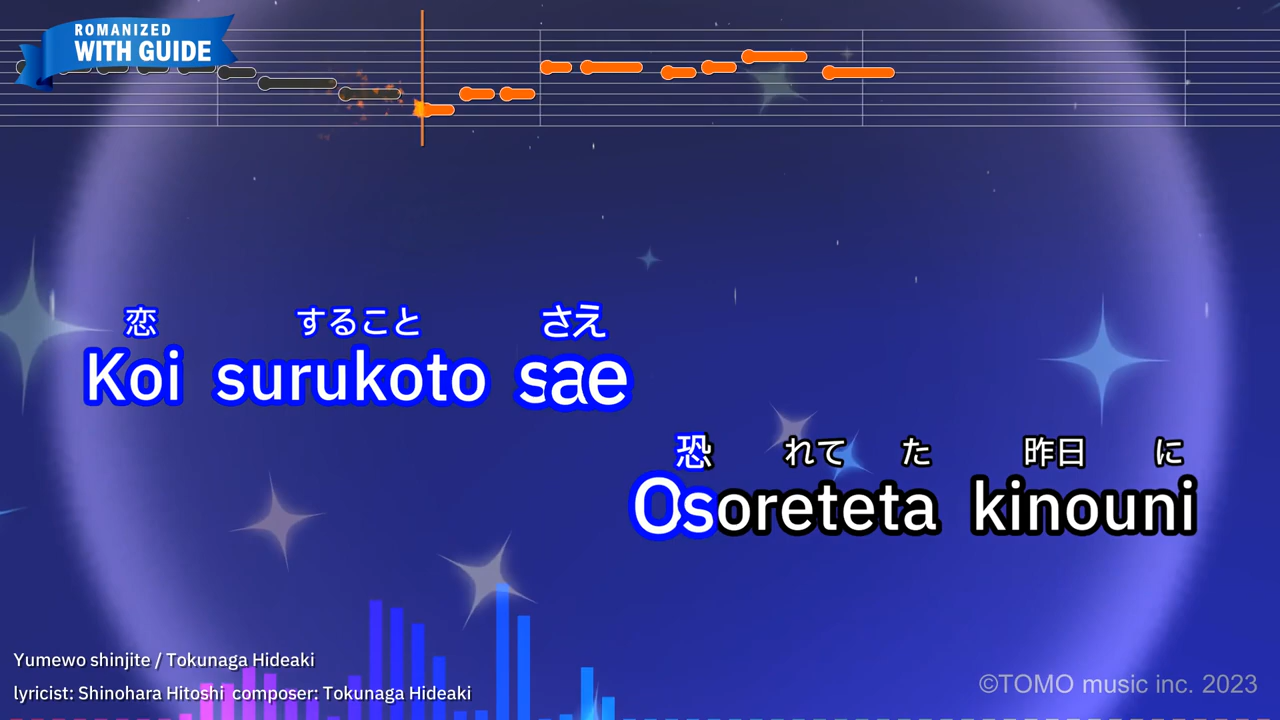 ROMANIZED
WITH GUIDE
恋 すること さえ
Koi surukoto sae
恐 れて た 昨日 に
Osoreteta kinouni
Yumewo shinjite / Tokunaga Hideaki
lyricist: Shinohara Hitoshi composer: Tokunaga Hideaki
©TOMO music inc. 2023